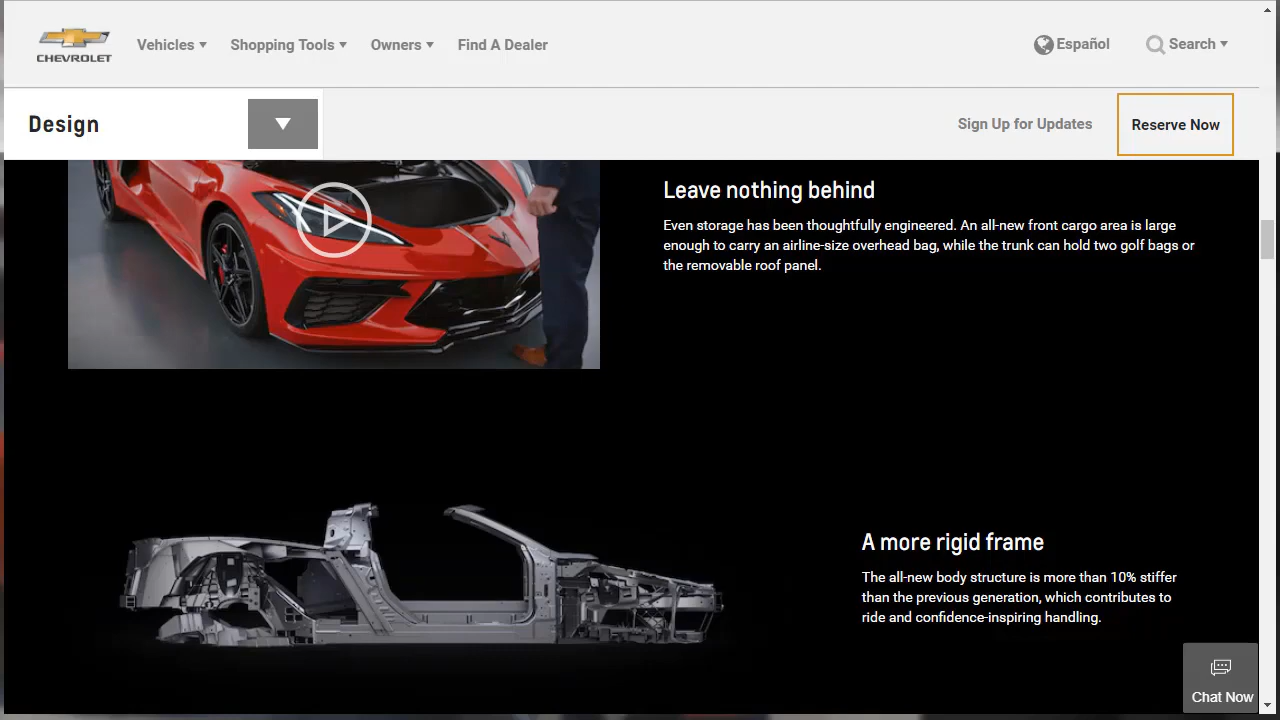 CHEVROLET
Vehicles
Shopping Tools
Owners
Find A Dealer
Español
Search
Design
Sign Up for Updates
Reserve Now
Leave nothing behind
Even storage has been thoughtfully engineered. An all-new front cargo area is large
enough to carry an airline-size overhead bag, while the trunk can hold two golf bags or
the removable roof panel.
A more rigid frame
The all-new body structure is more than 10% stiffer
than the previous generation, which contributes to
ride and confidence-inspiring handling.
Chat Now